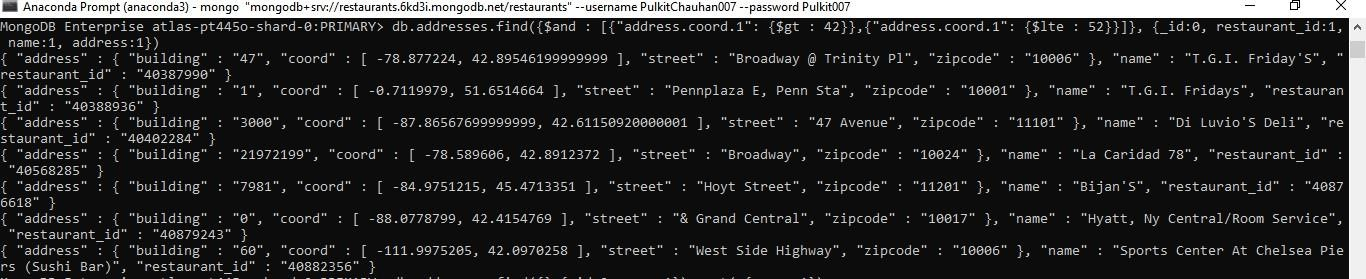 Anaconda Prompt (anaconda3) - mongo "mongodb+srv://restaurants.6kd3i.mongodb.net/restaurants" --username PulkitChauhan007 --password Pulkit007
MongoDB Enterprise atlas-pt445o-shard-0:PRIMARY> db.addresses.find({$and : [{"address.coord.1": {$gt : 42}},{"address.coord.1": {$lte : 52}}]}, {_id:0, restaurant_id:1,
name:1, address:1})
{ "address" : { "building" : "47", "coord" : [ -78.877224, 42.89546199999999 ], "street" : "Broadway @ Trinity Pl", "zipcode" : "10006" }, "name" : "T.G.I. Friday'S", "
restaurant_id" : "40387990" }
{ "address" : { "building" : "1", "coord" : [ -0.7119979, 51.6514664 ], "street" : "Pennplaza E, Penn Sta", "zipcode" : "10001" }, "name" : "T.G.I. Fridays", "restauran
t_id" : "40388936" }
{ "address" : { "building" : "3000", "coord" : [ -87.86567699999999, 42.61150920000001 ], "street" : "47 Avenue", "zipcode" : "11101" }, "name" : "Di Luvio'S Deli", "re
staurant_id" : "40402284" }
{ "address" : { "building" : "21972199", "coord" : [ -78.589606, 42.8912372 ], "street" : "Broadway", "zipcode" : "10024" }, "name" : "La Caridad 78", "restaurant_id" :
"40568285" }
{ "address" : { "building" : "7981", "coord" : [ -84.9751215, 45.4713351 ], "street" : "Hoyt Street", "zipcode" : "11201" }, "name" : "Bijan'S", "restaurant_id" : "4087
6618" }
{ "address" : { "building" : "0", "coord" : [ -88.0778799, 42.4154769 ], "street" : "& Grand Central", "zipcode" : "10017" }, "name" : "Hyatt, Ny Central/Room Service",
"restaurant_id" : "40879243" }
{ "address" : { "building" : "60", "coord" : [ -111.9975205, 42.0970258 ], "street" : "West Side Highway", "zipcode" : "10006" }, "name" : "Sports Center At Chelsea Pie
rs (Sushi Bar)", "restaurant_id" : "40882356" }